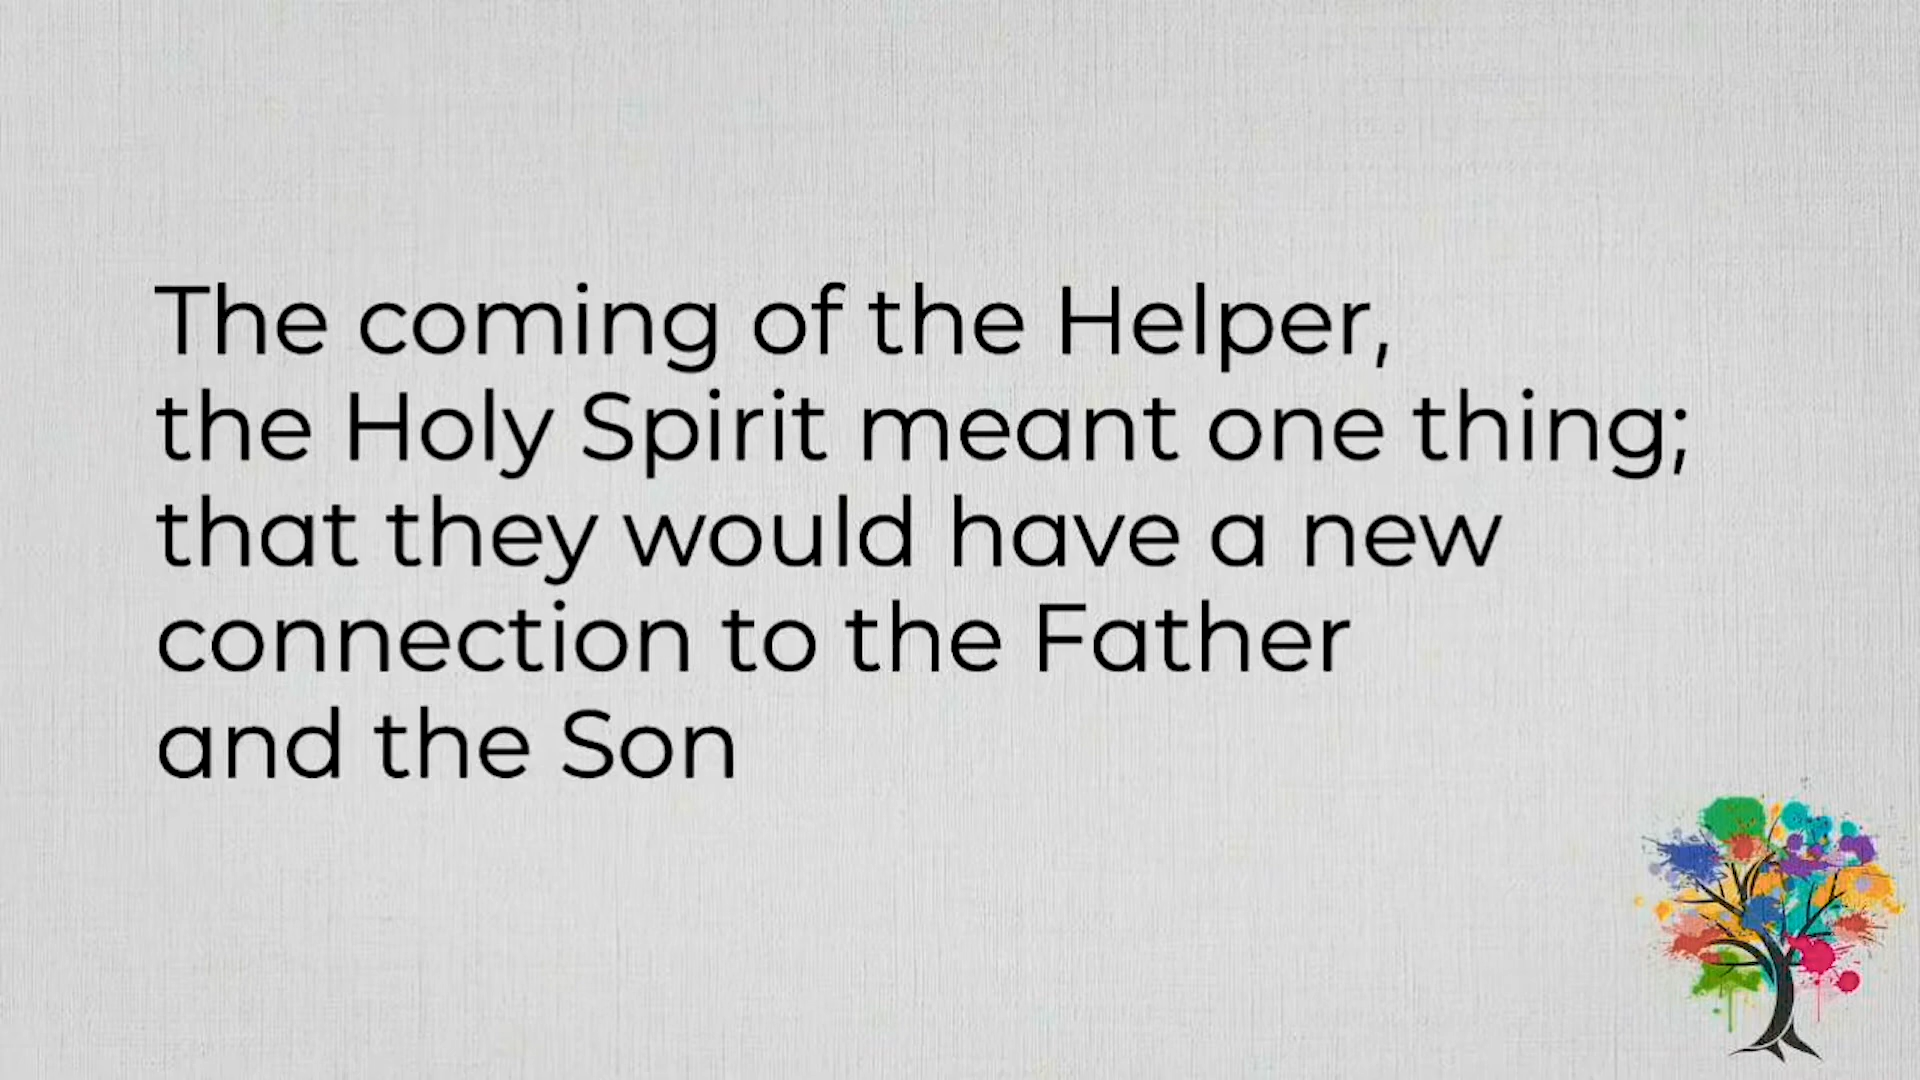 The coming of the Helper,
the Holy Spirit meant one thing;
that they would have a new
connection to the Father
and the Son